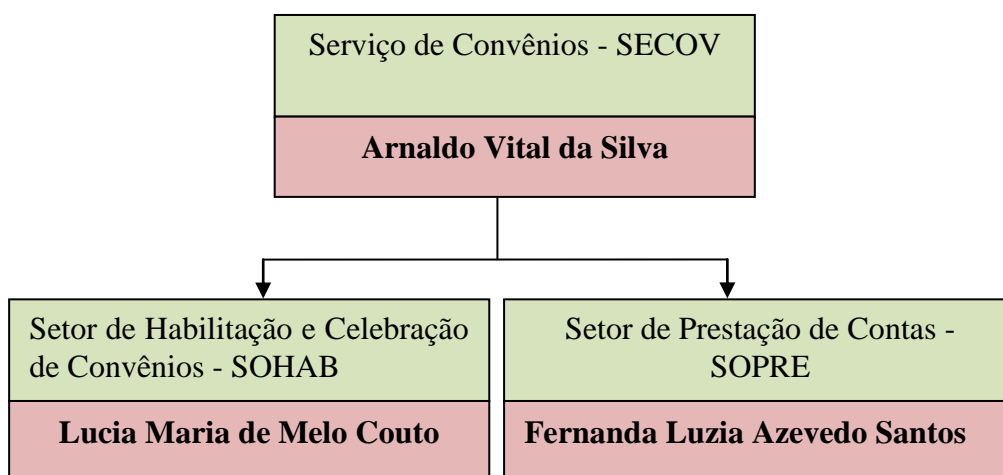 Serviço de Convênios - SECOV
Arnaldo Vital da Silva
Setor de Habilitação e Celebração
de Convênios - SOHAB
Lucia Maria de Melo Couto
Setor de Prestação de Contas -
SOPRE
Fernanda Luzia Azevedo Santos